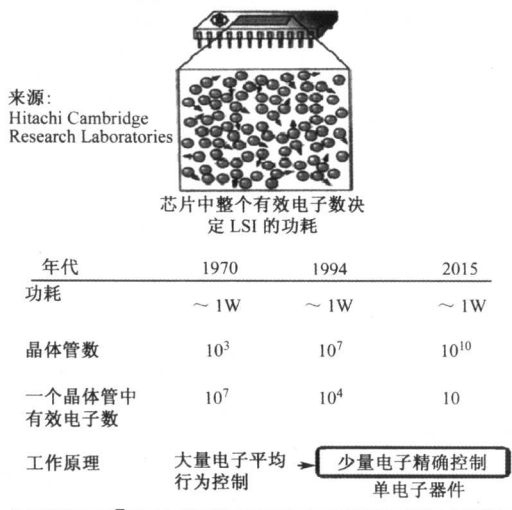 来源:
Hitachi Cambridge
Research Laboratories
芯片中整个有效电子数决
定 LSI 的功耗
年代 1970 1994 2015
功耗 ～ 1W ～ 1W ～ 1W
晶体管数 10³ 10⁷ 10¹⁰
一个晶体管中
有效电子数 10⁷ 10⁴ 10
工作原理 大量电子平均 少量电子精确控制
行为控制 单电子器件